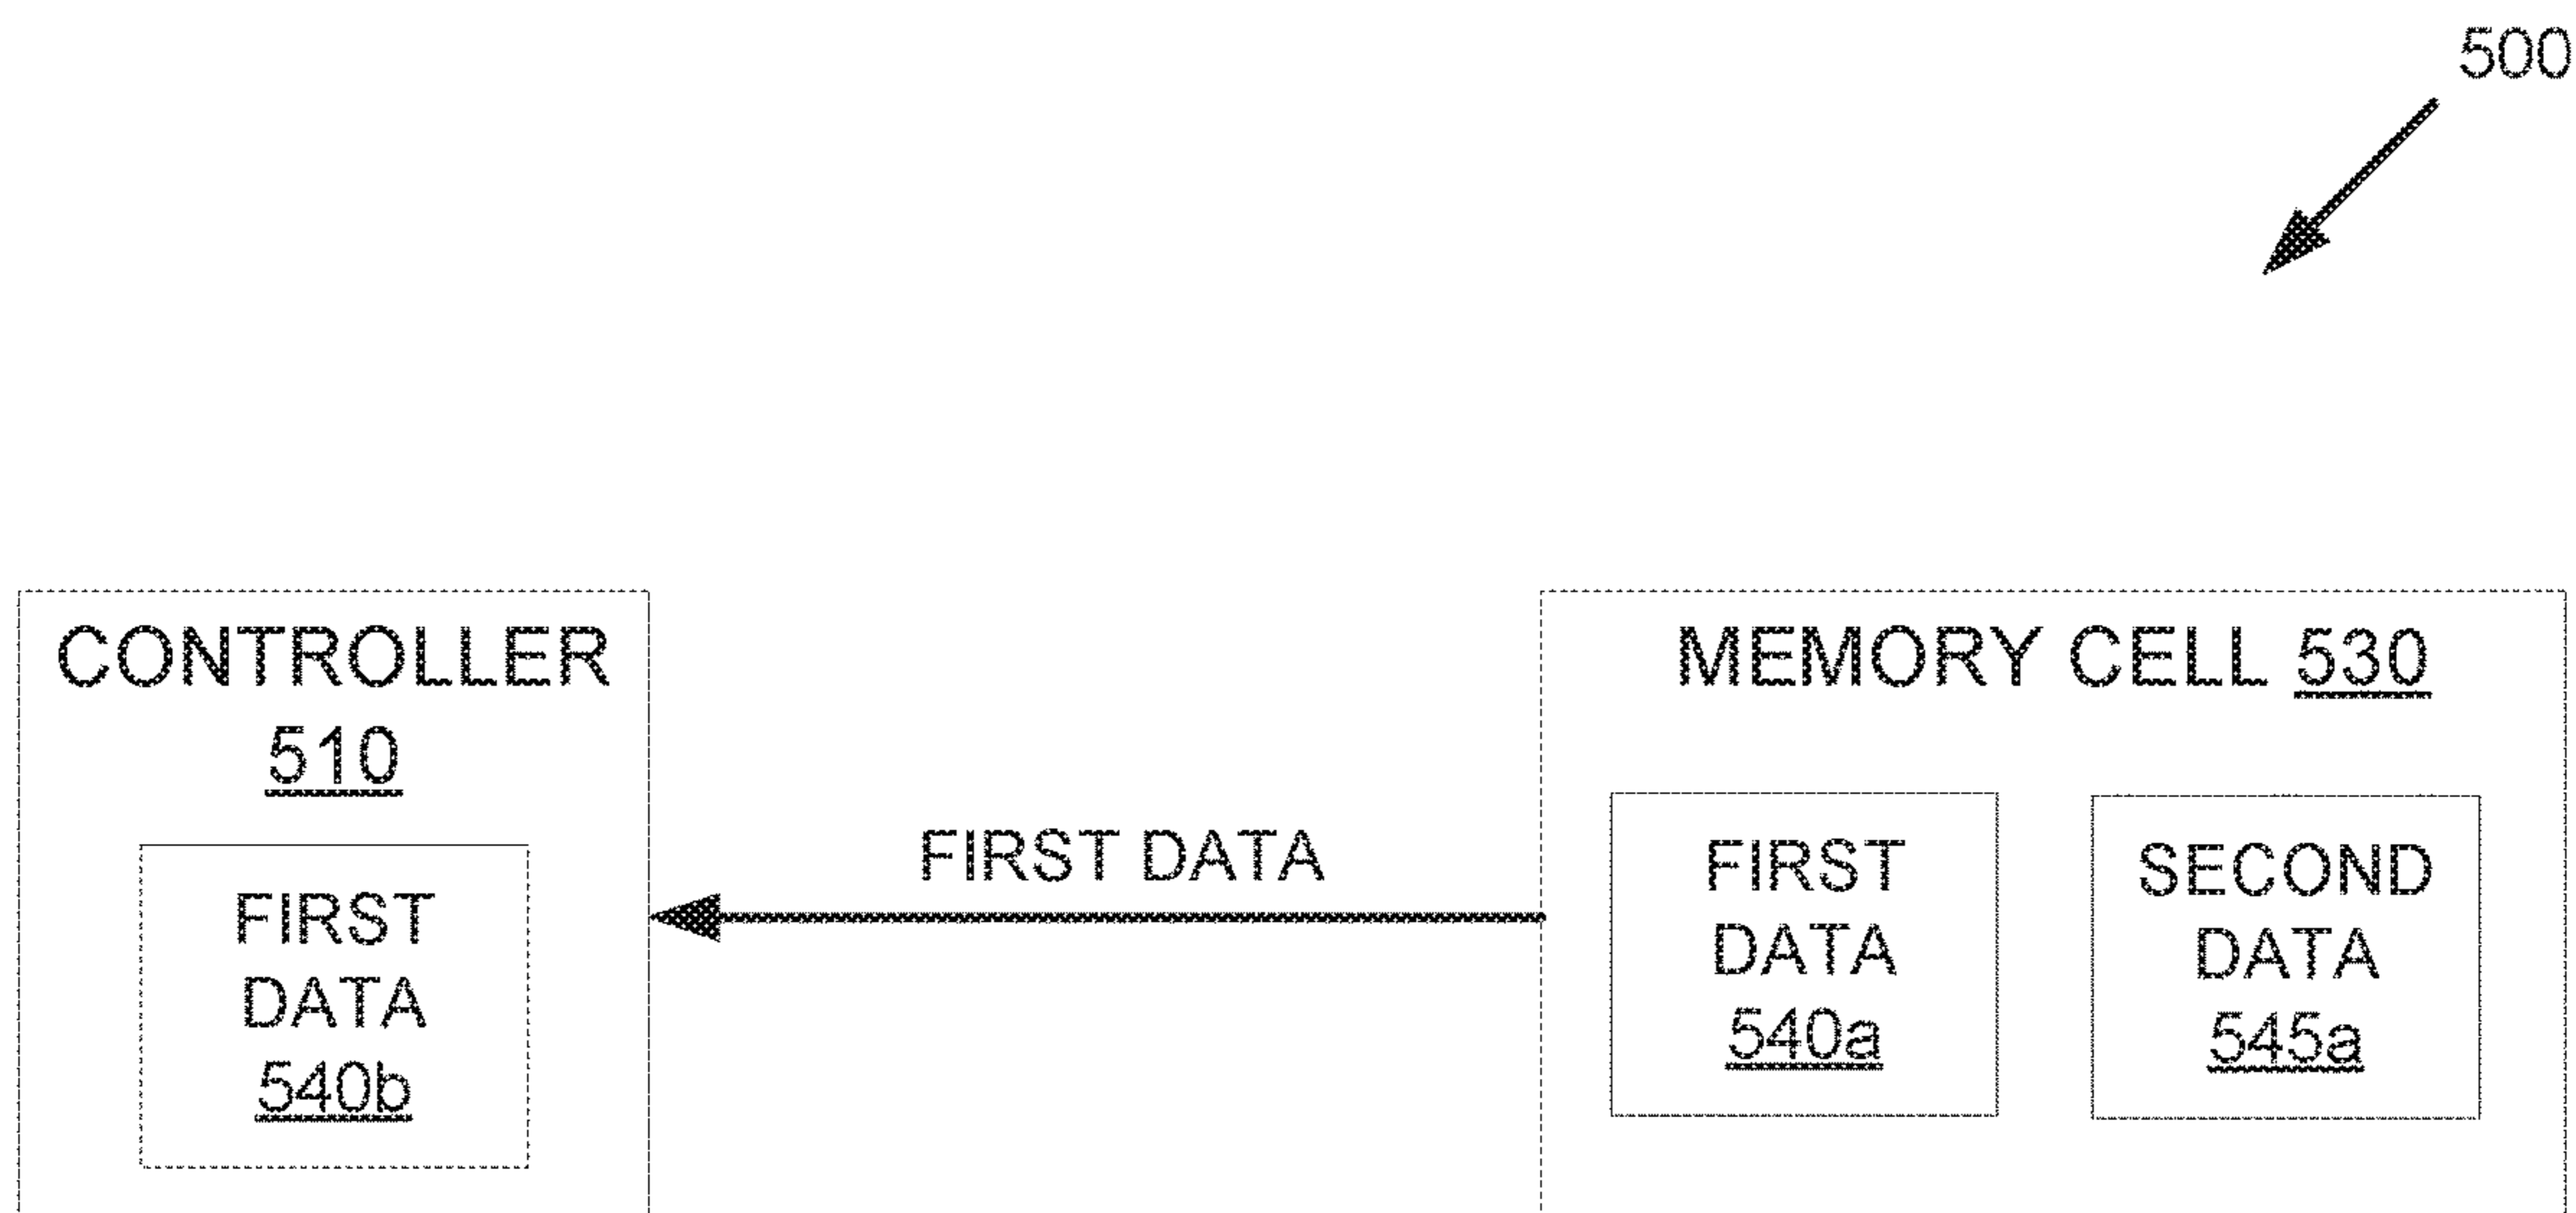 500
CONTROLLER
510
FIRST
DATA
540b
FIRST DATA
MEMORY CELL 530
FIRST
DATA
540a
SECOND
DATA
545a